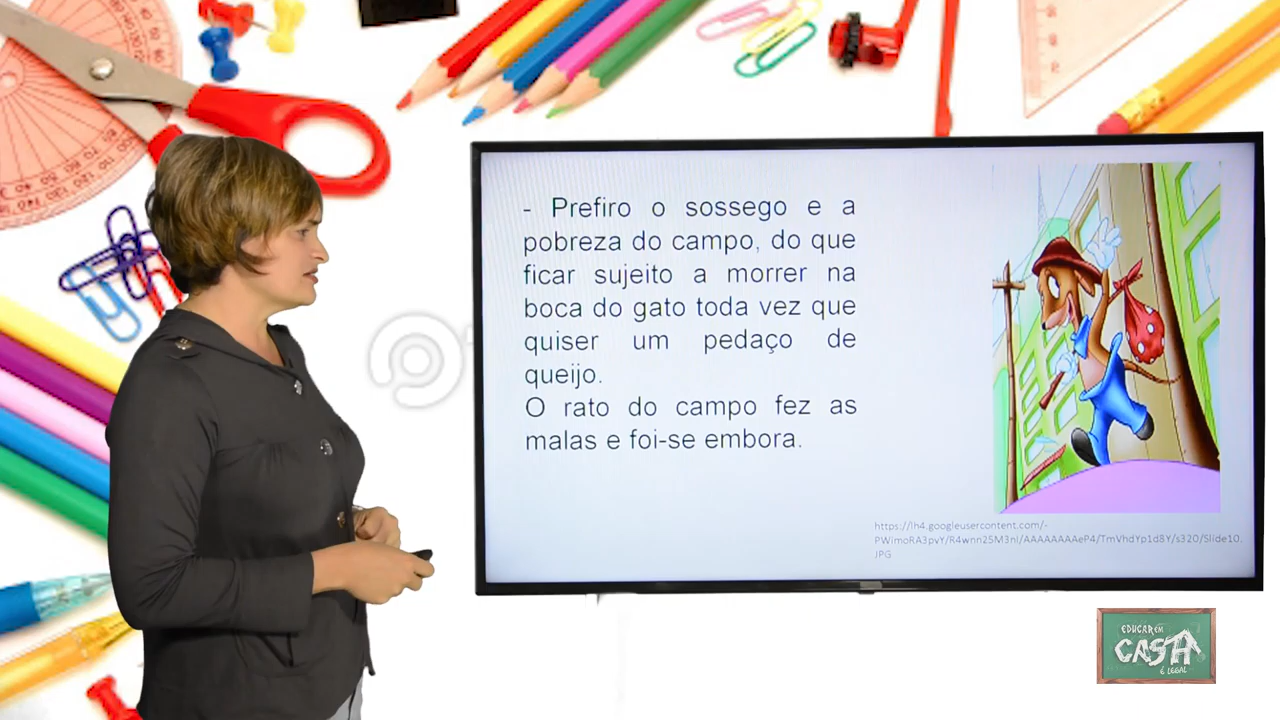 - Prefiro o sossego e a
pobreza do campo, do que
ficar sujeito a morrer na
boca do gato toda vez que
quiser um pedaço de
queijo.
O rato do campo fez as
malas e foi-se embora.
https://lh4.googleusercontent.com/-
PWimoRA3pvY/R4wnn25M3nI/AAAAAAAAeP4/TmVhdYp1d8Y/s320/Slide10.
JPG
EDUCAR EM
CASA
É LEGAL